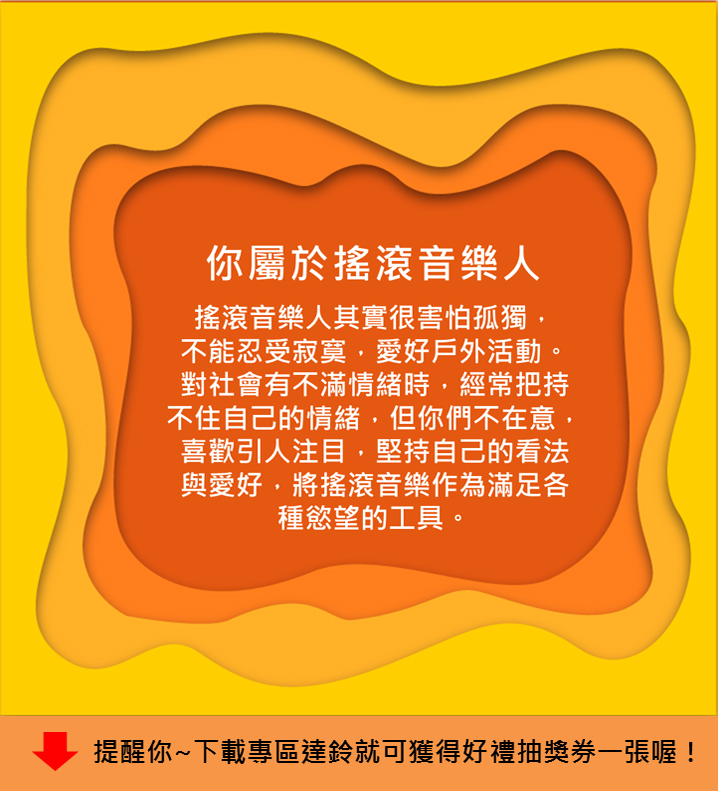 你屬於搖滾音樂人
搖滾音樂人其實很害怕孤獨，
不能忍受寂寞，愛好戶外活動。
對社會有不滿情緒時，經常把持
不住自己的情緒，但你們不在意，
喜歡引人注目，堅持自己的看法
與愛好，將搖滾音樂作為滿足各
種慾望的工具。
提醒你~下載專區達鈴就可獲得好禮抽獎券一張喔！